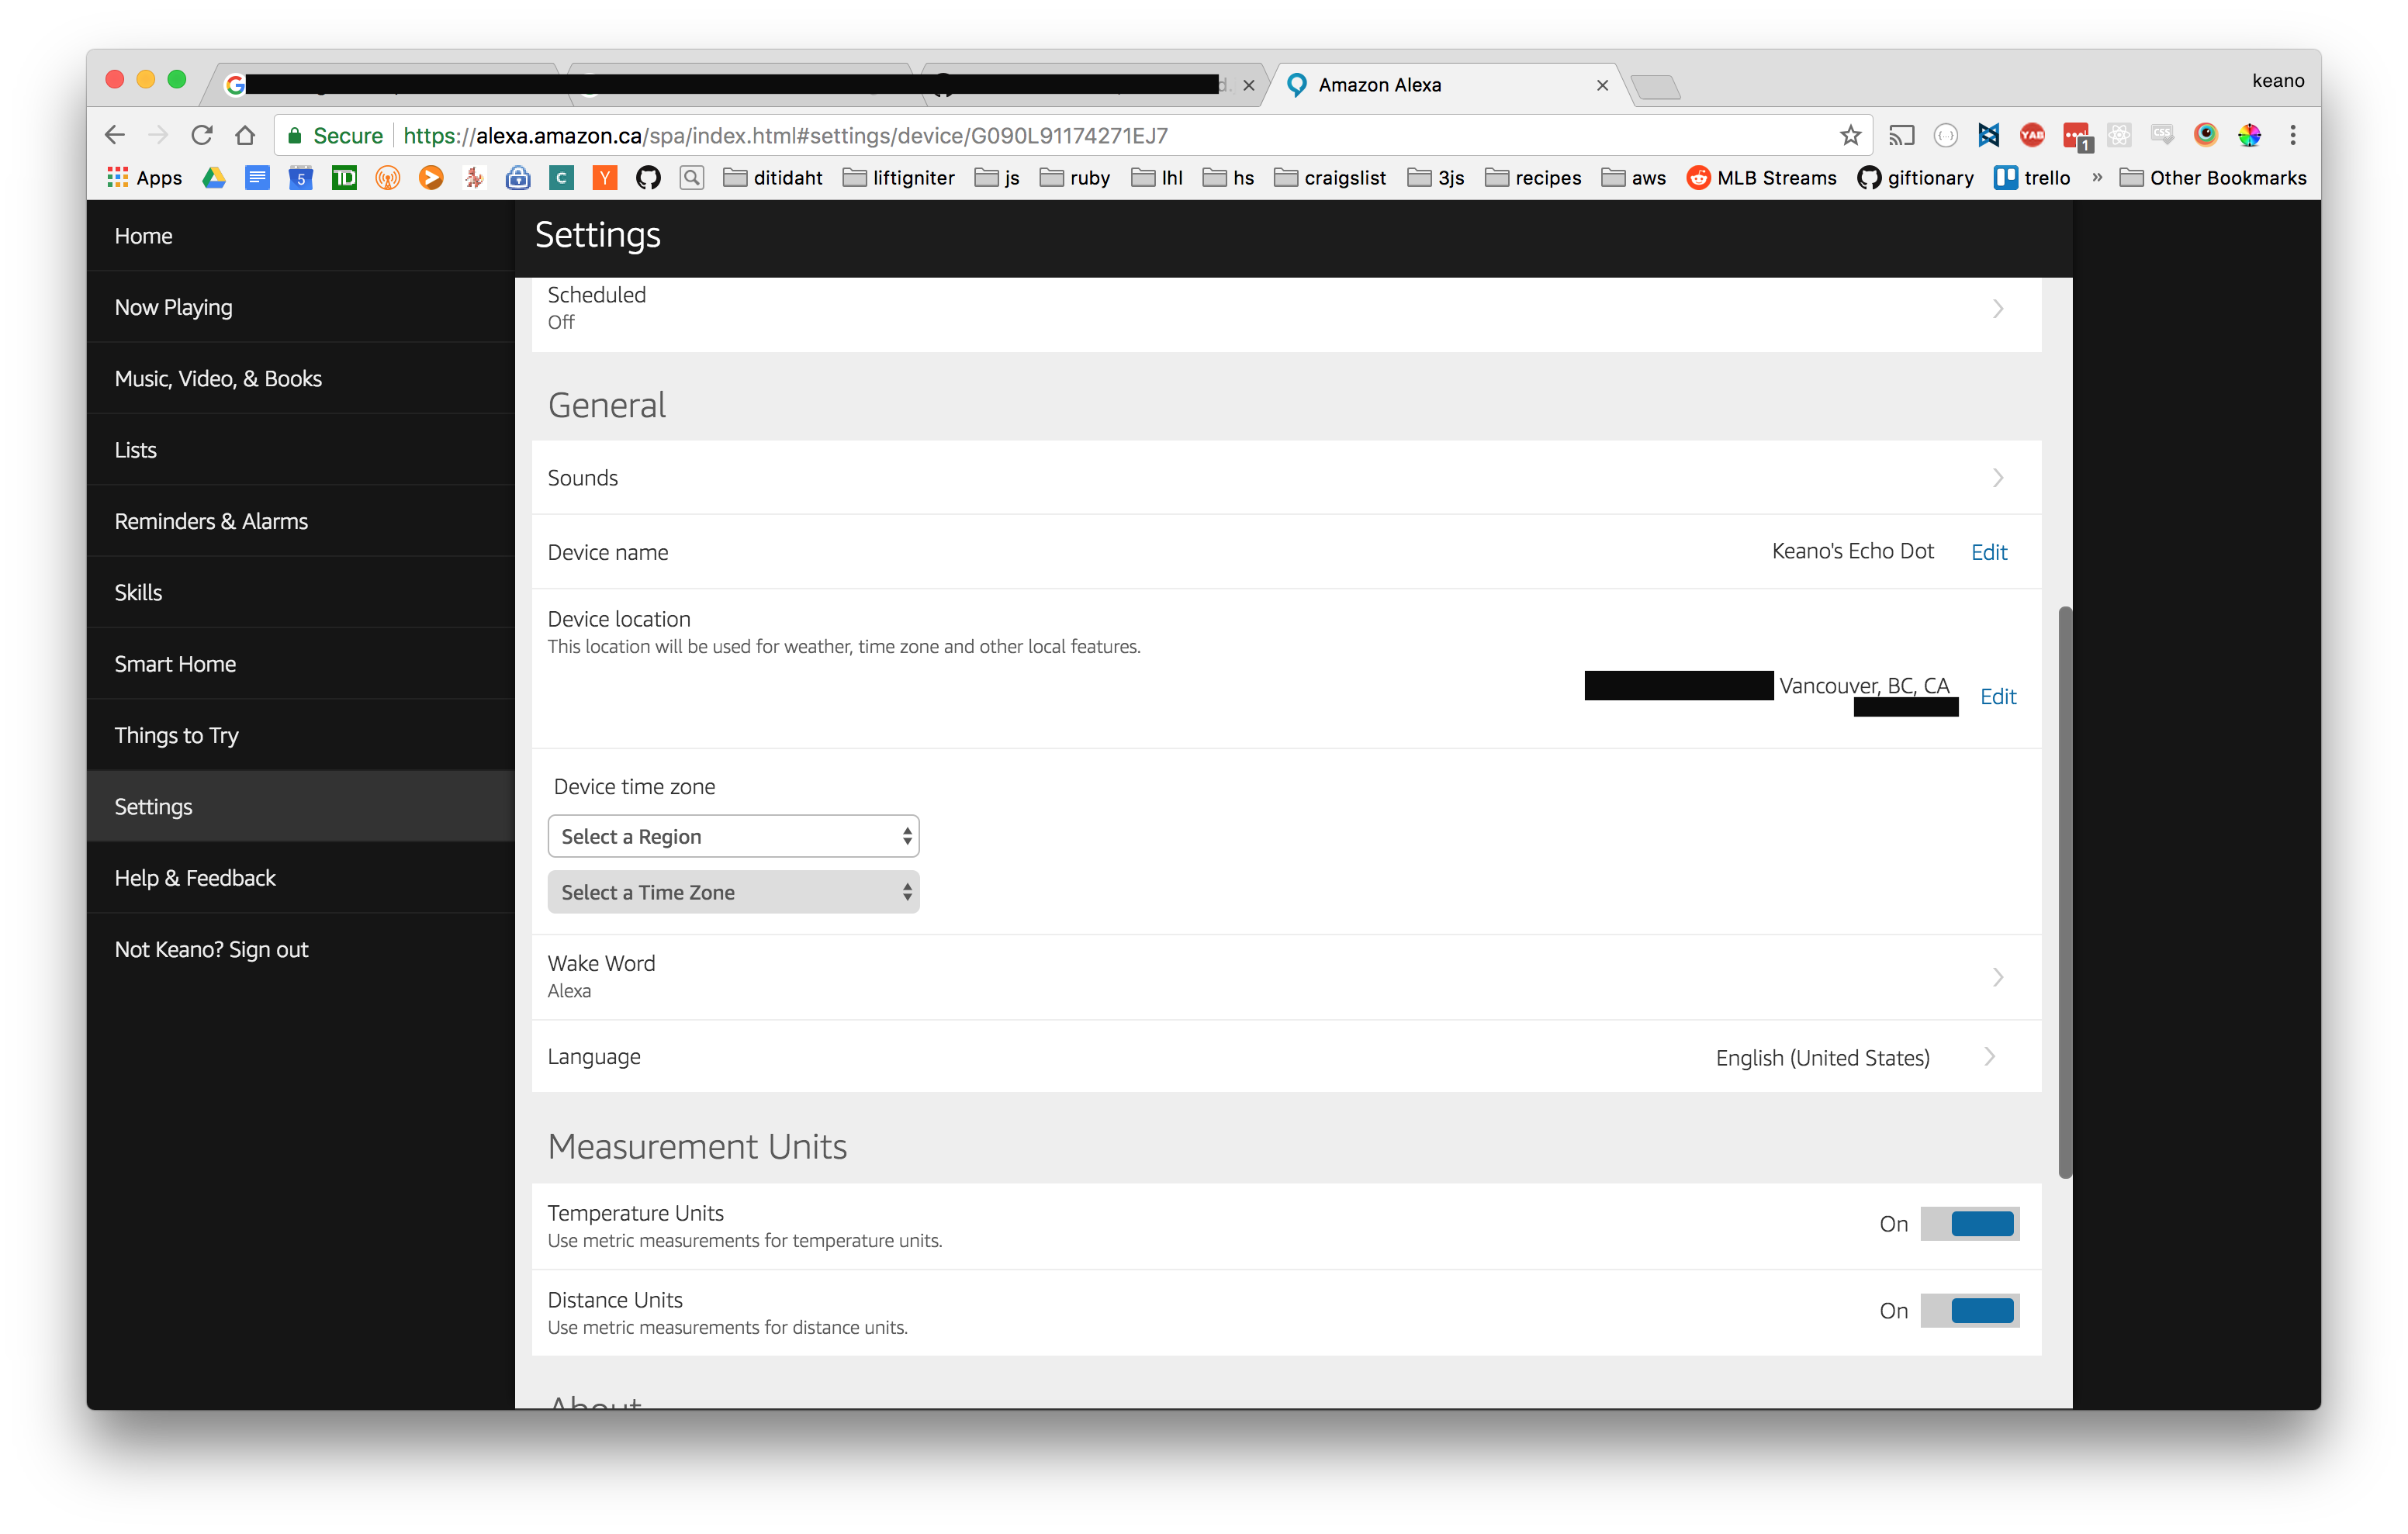 Amazon Alexa
keano
Secure https://alexa.amazon.ca/spa/index.html#settings/device/G090L91174271EJ7
YAB
CSS
1
Apps
5
TD
C
Y
ditidaht
liftigniter
js
ruby
lhl
hs
craigslist
3js
recipes
aws
MLB Streams
giftionary
trello
» Other Bookmarks
Home
Now Playing
Music, Video, & Books
Lists
Reminders & Alarms
Skills
Smart Home
Things to Try
Settings
Help & Feedback
Not Keano? Sign out
Settings
Scheduled
Off
General
Sounds
Device name
Keano's Echo Dot Edit
Device location
This location will be used for weather, time zone and other local features.
Vancouver, BC, CA
Edit
Device time zone
Select a Region
Select a Time Zone
Wake Word
Alexa
Language
English (United States)
Measurement Units
Temperature Units
Use metric measurements for temperature units.
On
Distance Units
Use metric measurements for distance units.
On
About